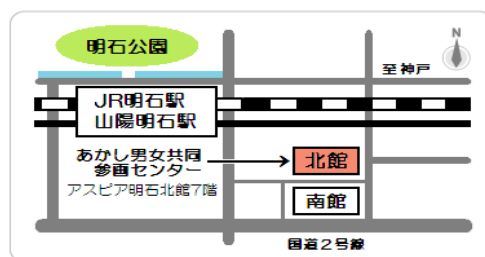 明石公園
N
至神戸
JR明石駅
山陽明石駅
あかし男女共同
参画センター
アスピア明石北館7階
北館
南館
国道2号線